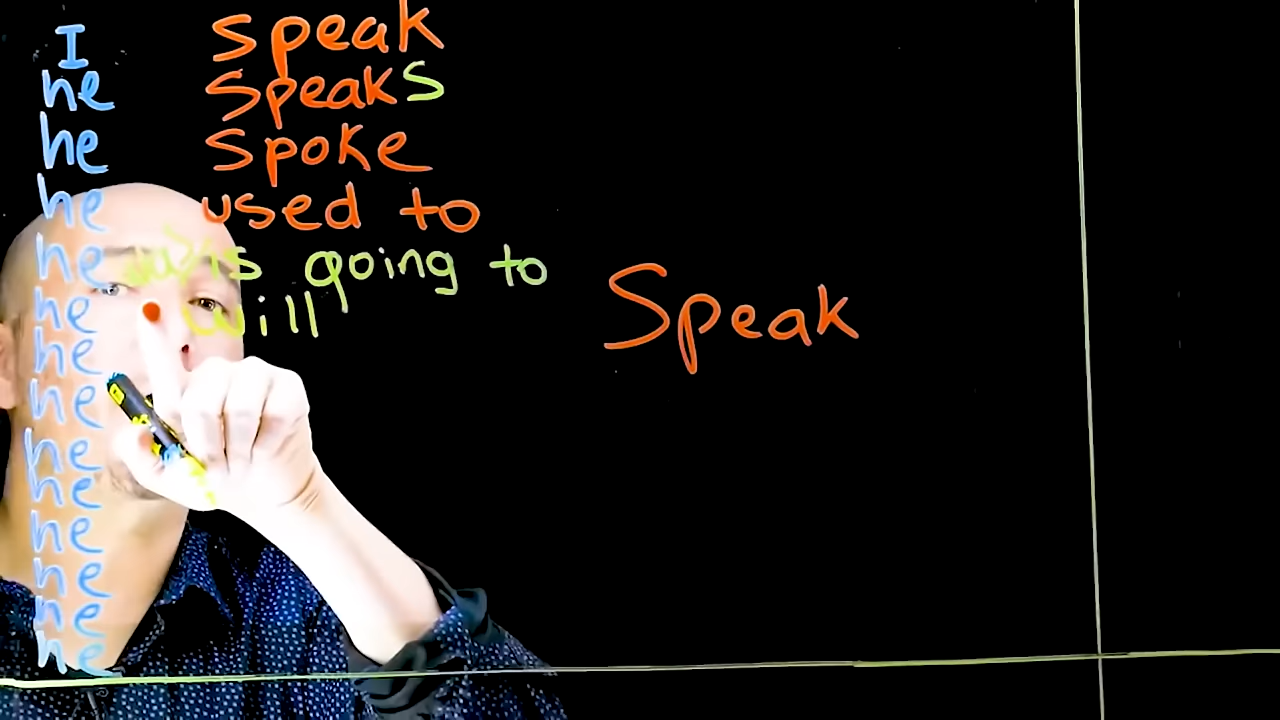 I speak
he speaks
he spoke
he used to
he is going to
he will Speak
he
he
he
he
he
he
he
he